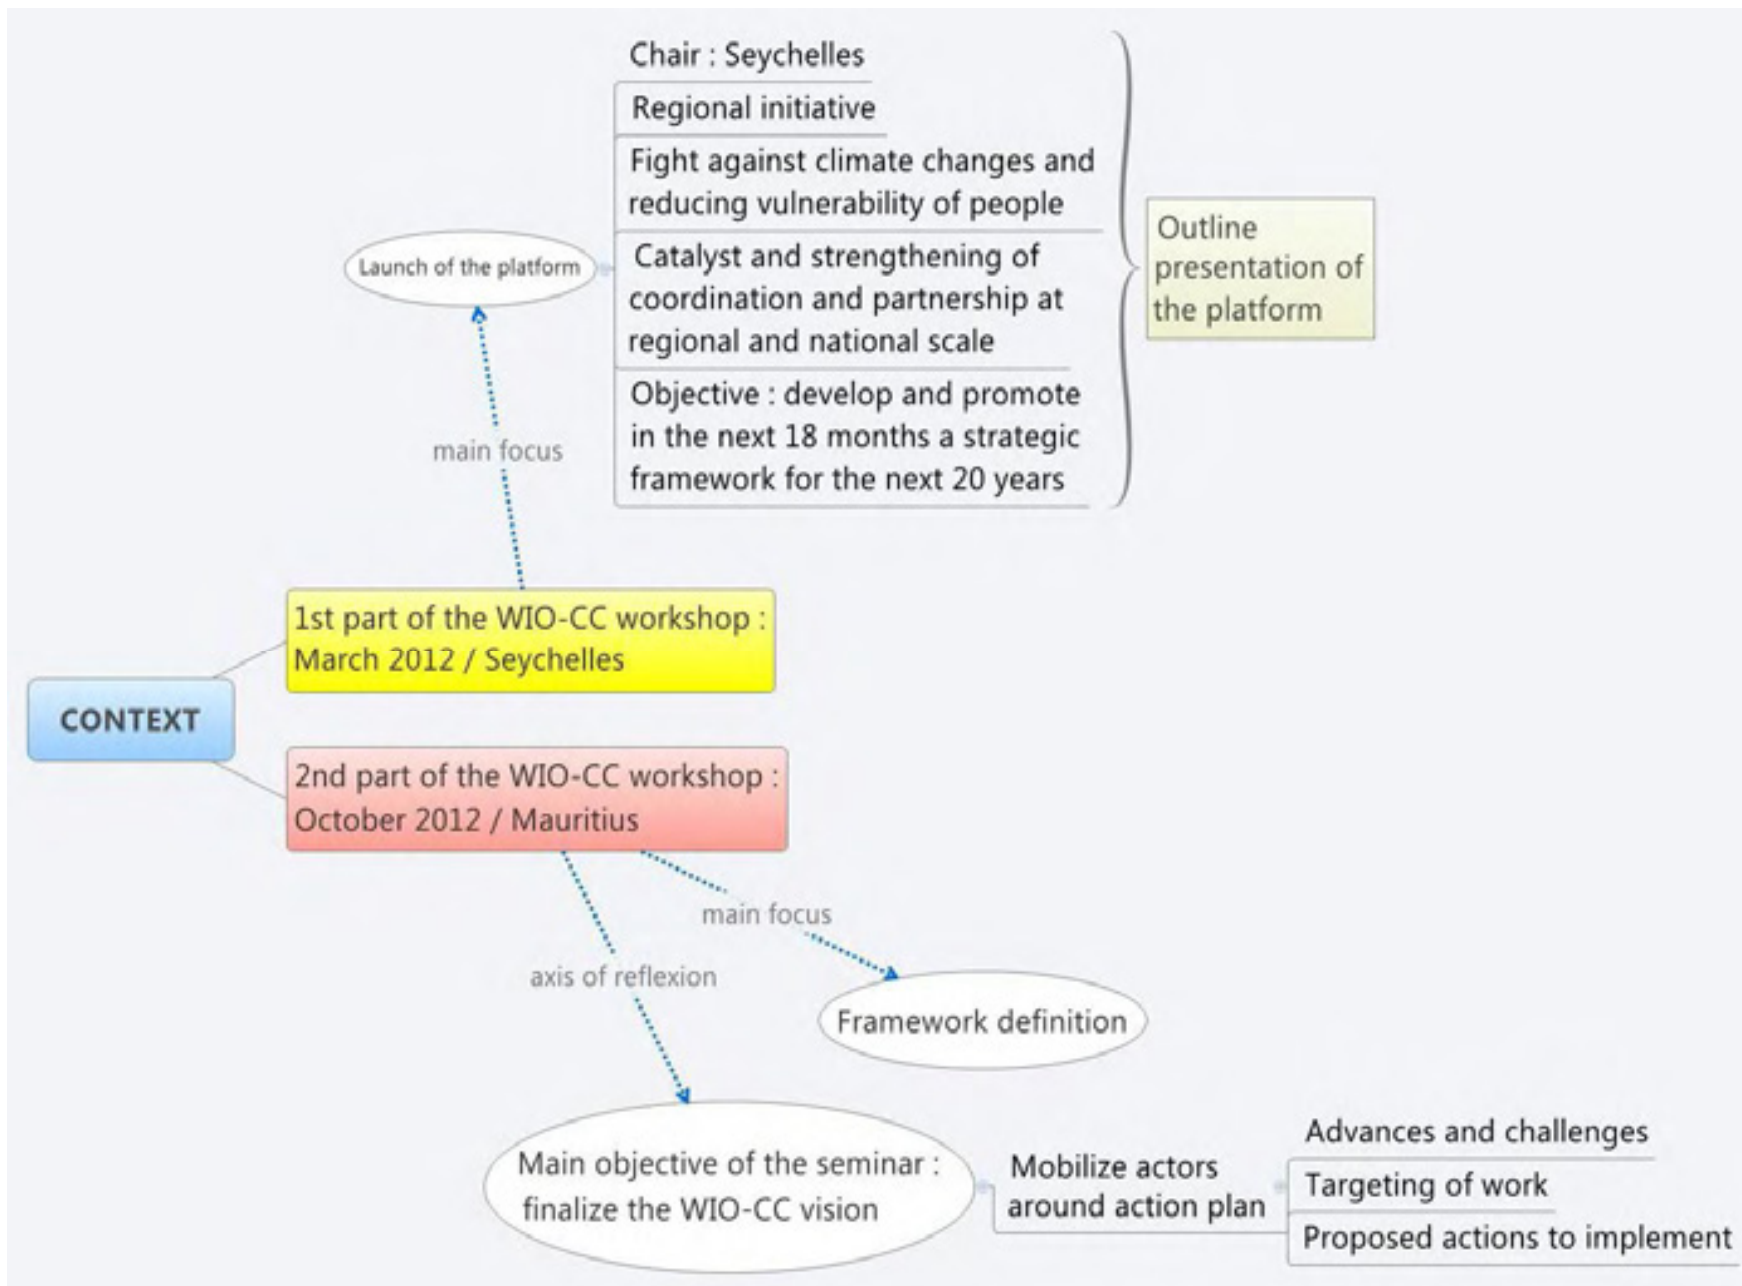 Chair : Seychelles
Regional initiative
Fight against climate changes and
reducing vulnerability of people
Launch of the platform
Catalyst and strengthening of
coordination and partnership at
regional and national scale
Objective : develop and promote
in the next 18 months a strategic
framework for the next 20 years
Outline
presentation of
the platform
main focus
1st part of the WIO-CC workshop :
March 2012 / Seychelles
CONTEXT
2nd part of the WIO-CC workshop :
October 2012 / Mauritius
main focus
axis of reflexion
Framework definition
Main objective of the seminar :
finalize the WIO-CC vision
Mobilize actors
around action plan
Advances and challenges
Targeting of work
Proposed actions to implement